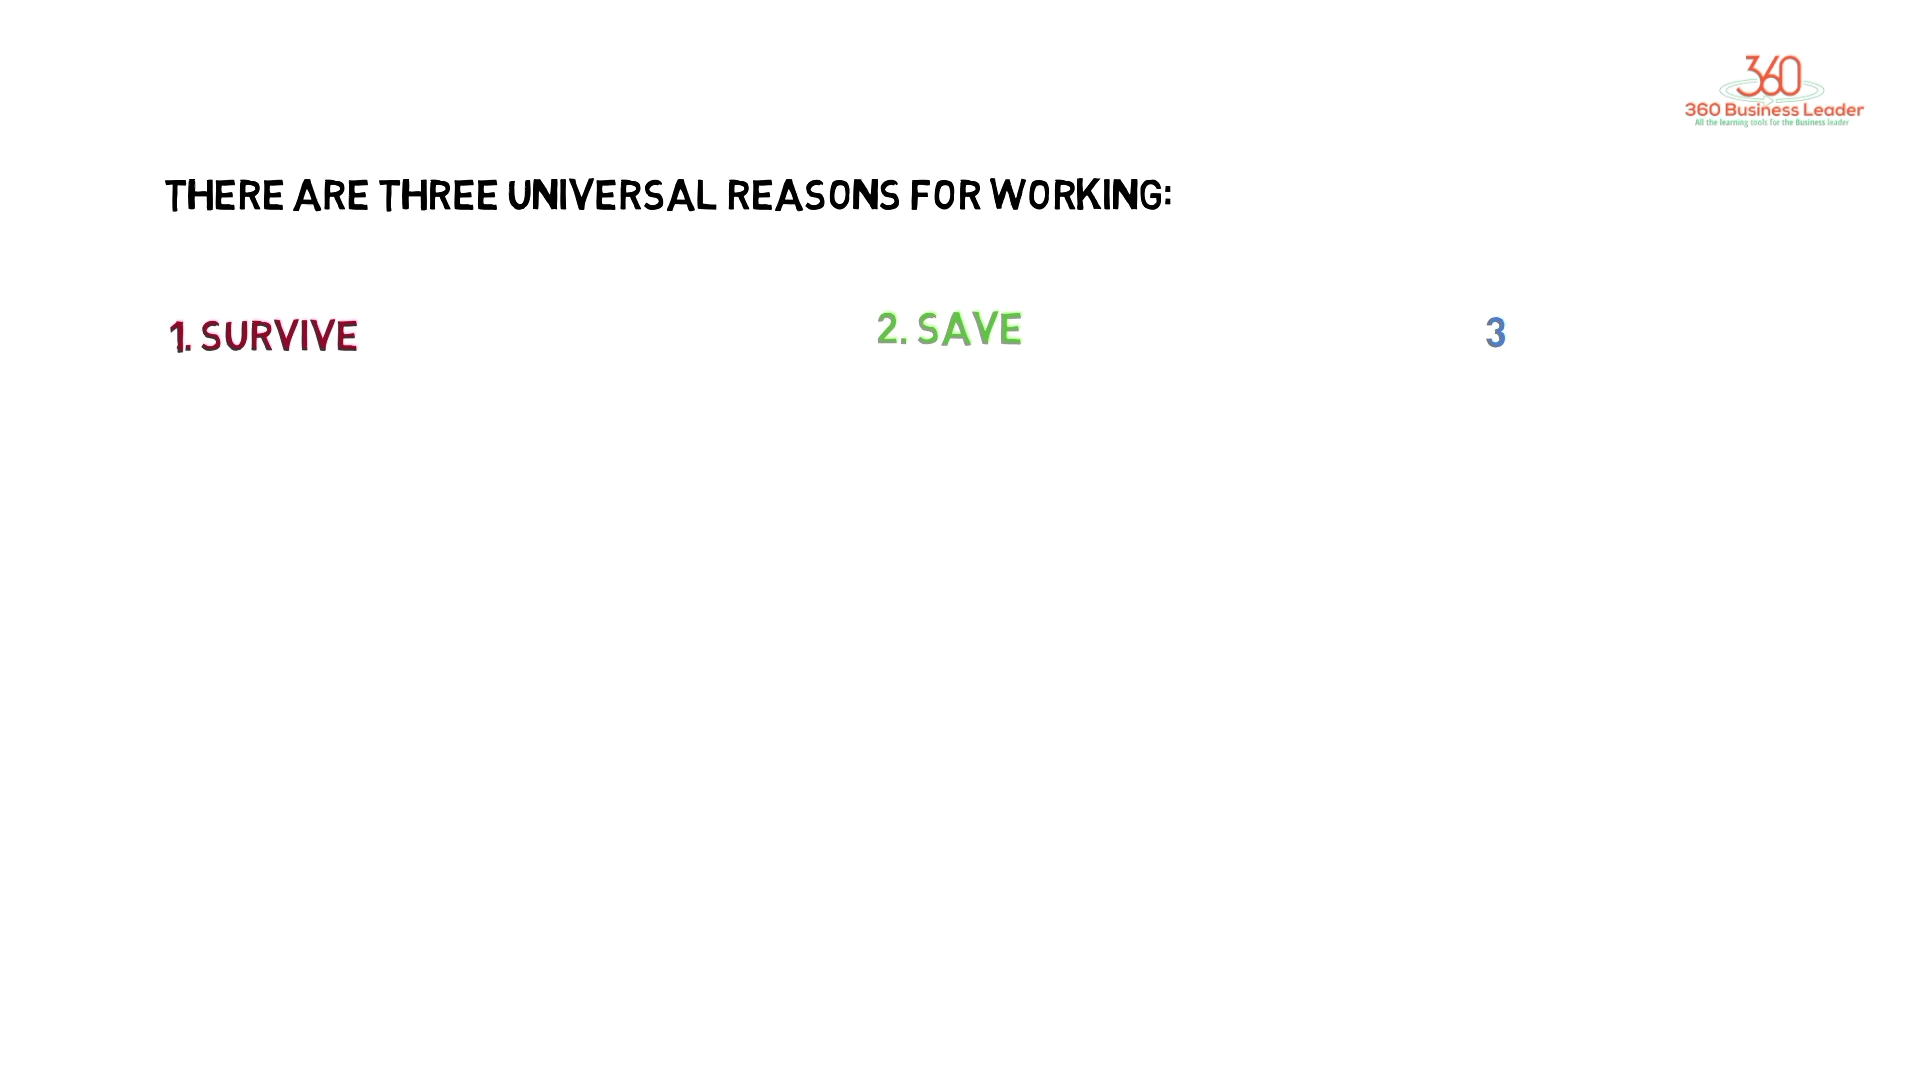 360
360 Business Leader
All the learning tools for the Business leader
THERE ARE THREE UNIVERSAL REASONS FOR WORKING:
1. SURVIVE
2. SAVE
3